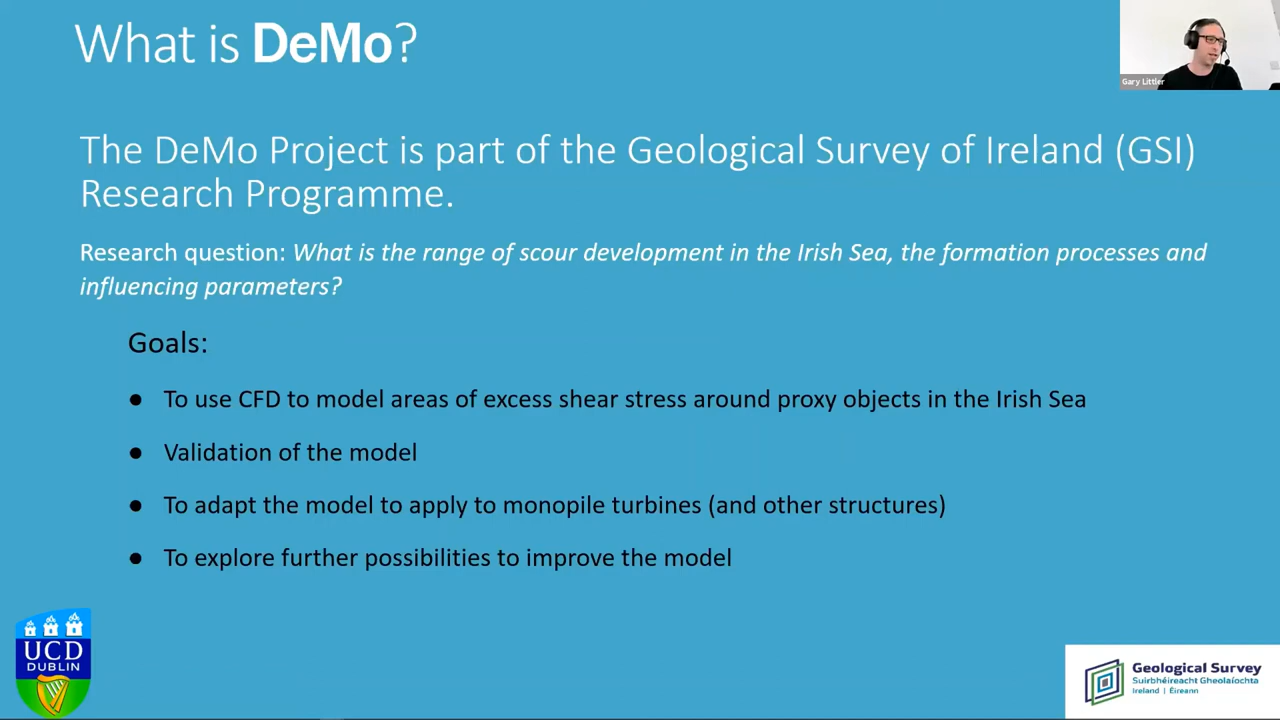 What is DeMo?
Gary Littler
The DeMo Project is part of the Geological Survey of Ireland (GSI)
Research Programme.
Research question: What is the range of scour development in the Irish Sea, the formation processes and
influencing parameters?
Goals:
● To use CFD to model areas of excess shear stress around proxy objects in the Irish Sea
● Validation of the model
● To adapt the model to apply to monopile turbines (and other structures)
● To explore further possibilities to improve the model
UCD
DUBLIN
Geological Survey
Suirbhéireacht Gheolaíochta
Ireland | Éireann